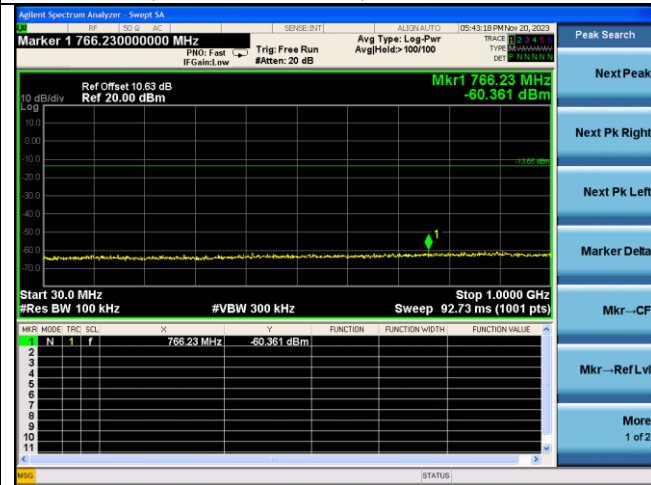 Agilent Spectrum Analyzer - Swept SA
RF 50 Ω AC SENSE:INT ALIGN AUTO 05:43:18 PM Nov 20, 2023
Marker 1 766.230000000 MHz
PNO: Fast
IFGain:Low
Trig: Free Run
#Atten: 20 dB
Avg Type: Log-Pwr
Avg|Hold:>100/100
TRACE 1 2 3 4 5 6
TYPE M
DET P N N N N N
Peak Search
Next Peak
Next Pk Right
Next Pk Left
Marker Delta
Mkr→CF
Mkr→Ref Lvl
More
1 of 2
Ref Offset 10.63 dB
Ref 20.00 dBm
10 dB/div
Log
Mkr1 766.23 MHz
-60.361 dBm
10.0
0.00
-10.0
-13.65 dBm
-20.0
-30.0
-40.0
-50.0
-60.0
-70.0
1
Start 30.0 MHz
Stop 1.0000 GHz
#Res BW 100 kHz
#VBW 300 kHz
Sweep 92.73 ms (1001 pts)
MKR MODE TRC SCL X Y FUNCTION FUNCTION WIDTH FUNCTION VALUE
1 N 1 f 766.23 MHz -60.361 dBm
2
3
4
5
6
7
8
9
10
11
MSG
STATUS